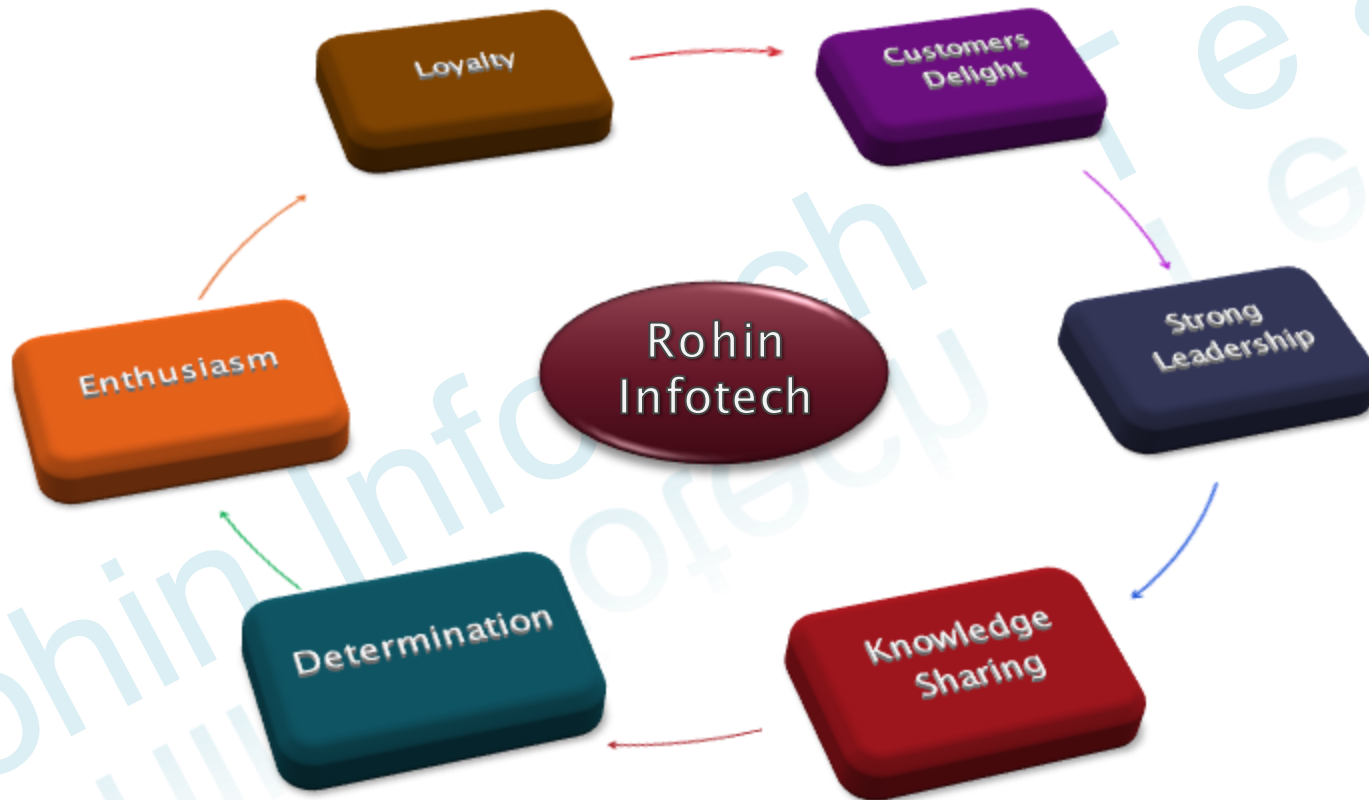 Loyalty
Customers
Delight
Strong
Leadership
Knowledge
Sharing
Determination
Enthusiasm
Rohin
Infotech